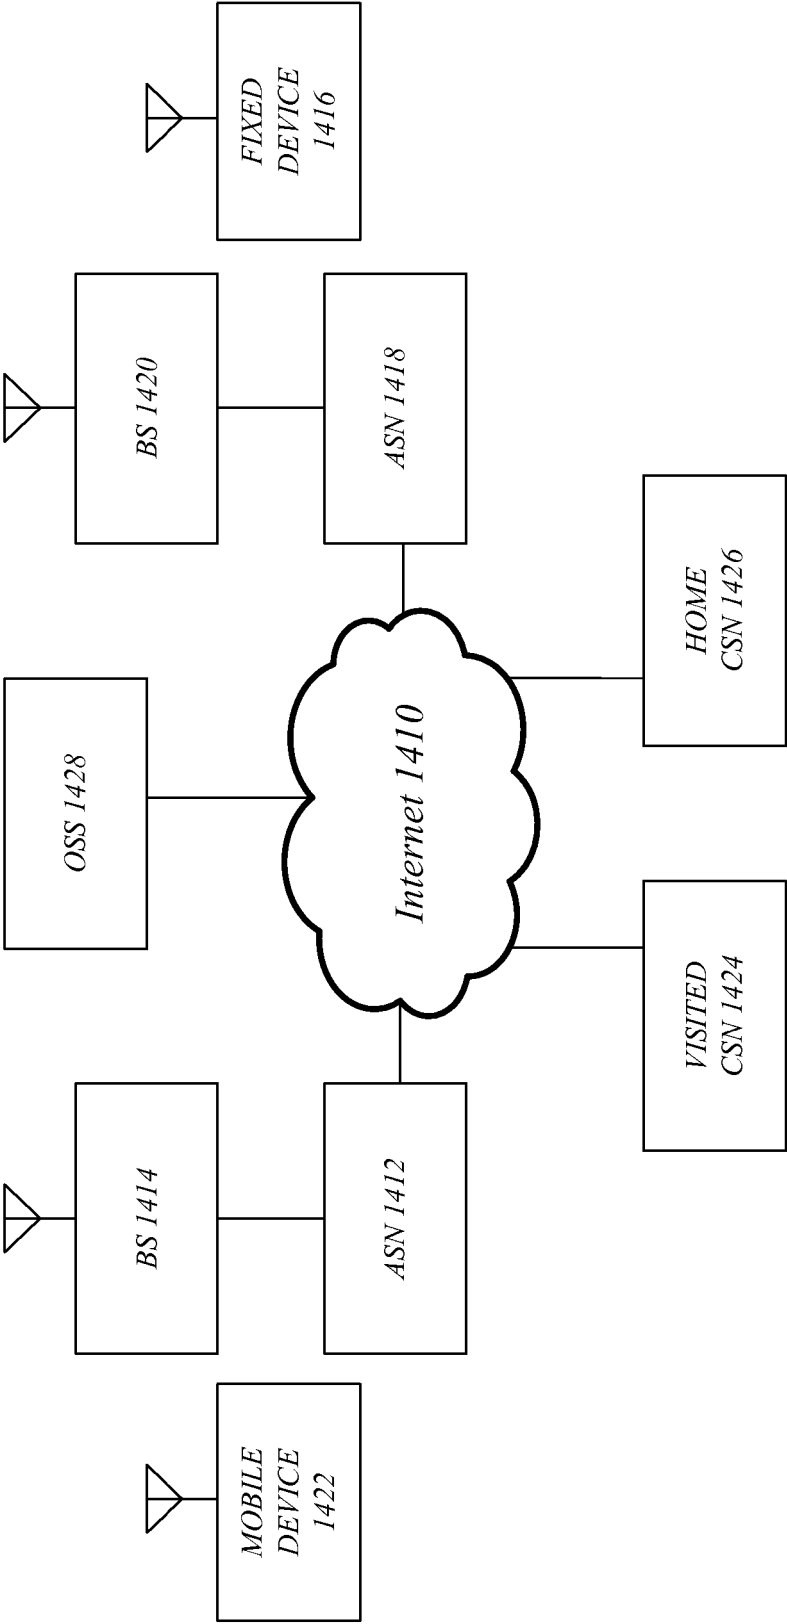 OSS 1428
BS 1414
BS 1420
MOBILE
DEVICE
1422
FIXED
DEVICE
1416
ASN 1412
Internet 1410
ASN 1418
VISITED
CSN 1424
HOME
CSN 1426